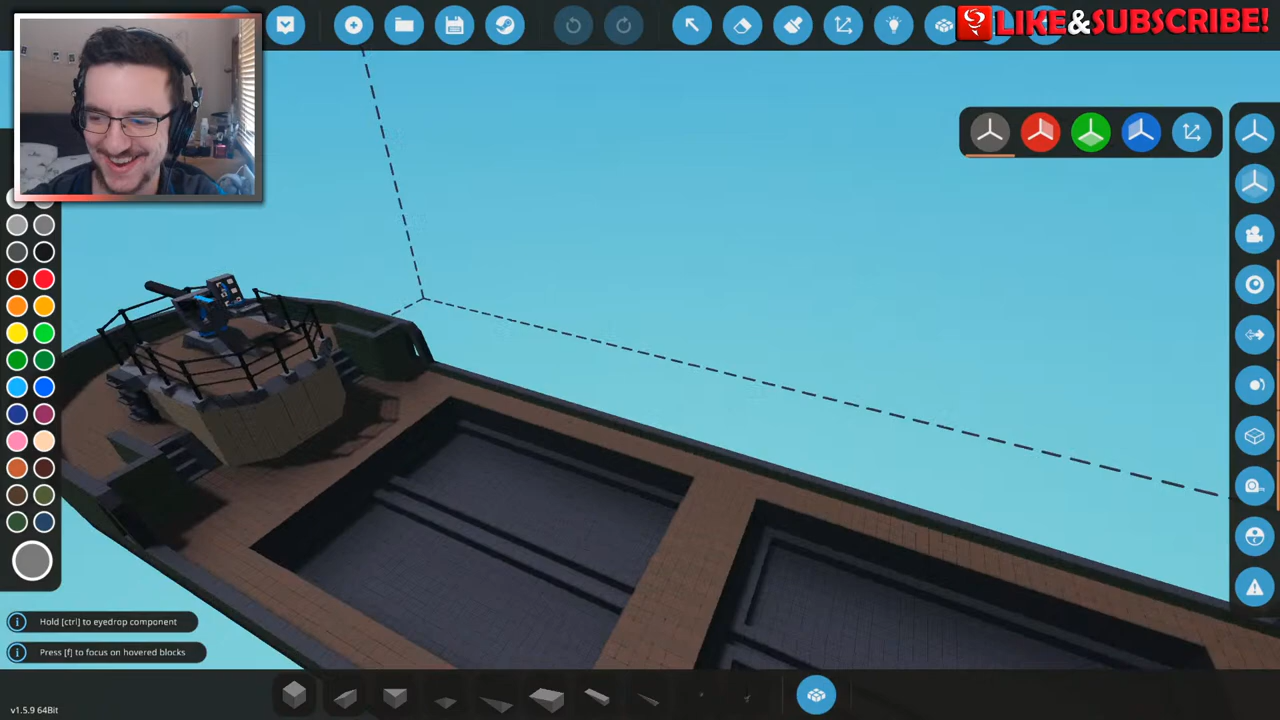 LIKE&SUBSCRIBE!
Hold [ctrl] to eyedrop component
Press [f] to focus on hovered blocks
v1.5.9 64Bit